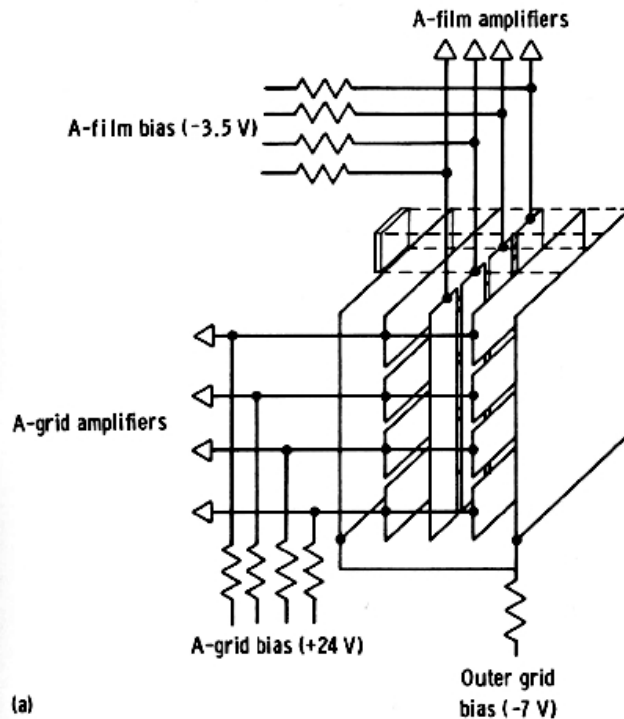 A-film amplifiers
A-film bias (-3.5 V)
A-grid amplifiers
A-grid bias (+24 V)
Outer grid
bias (-7 V)
(a)